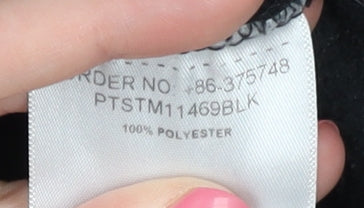 ORDER NO +86-375748
PTSTM11469BLK
100% POLYESTER